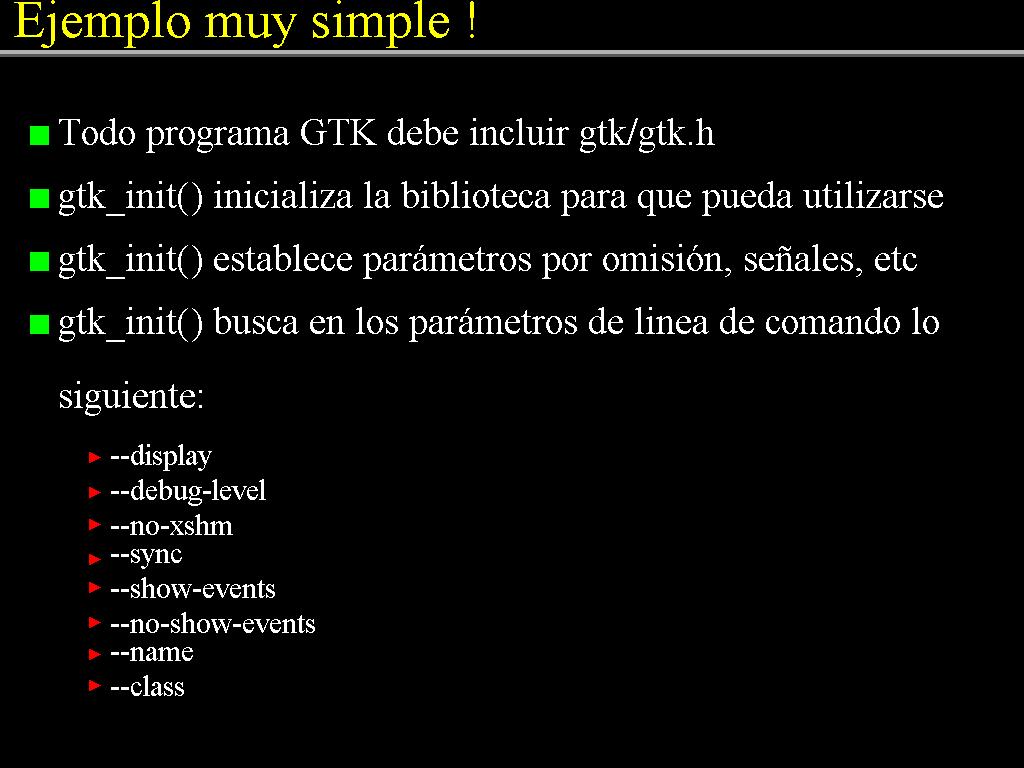 Ejemplo muy simple !
Todo programa GTK debe incluir gtk/gtk.h
gtk_init() inicializa la biblioteca para que pueda utilizarse
gtk_init() establece parámetros por omisión, señales, etc
gtk_init() busca en los parámetros de linea de comando lo
siguiente:
--display
--debug-level
--no-xshm
--sync
--show-events
--no-show-events
--name
--class